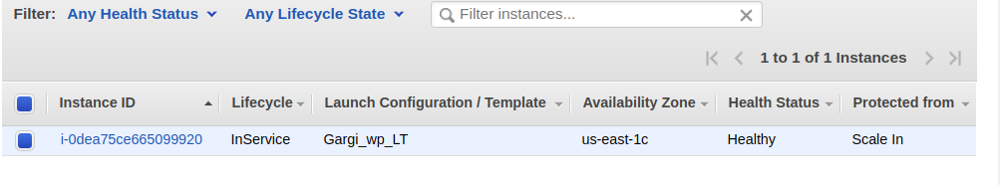 Filter: Any Health Status Any Lifecycle State Filter instances...
1 to 1 of 1 Instances
Instance ID Lifecycle Launch Configuration / Template Availability Zone Health Status Protected from
i-0dea75ce665099920 InService Gargi_wp_LT us-east-1c Healthy Scale In